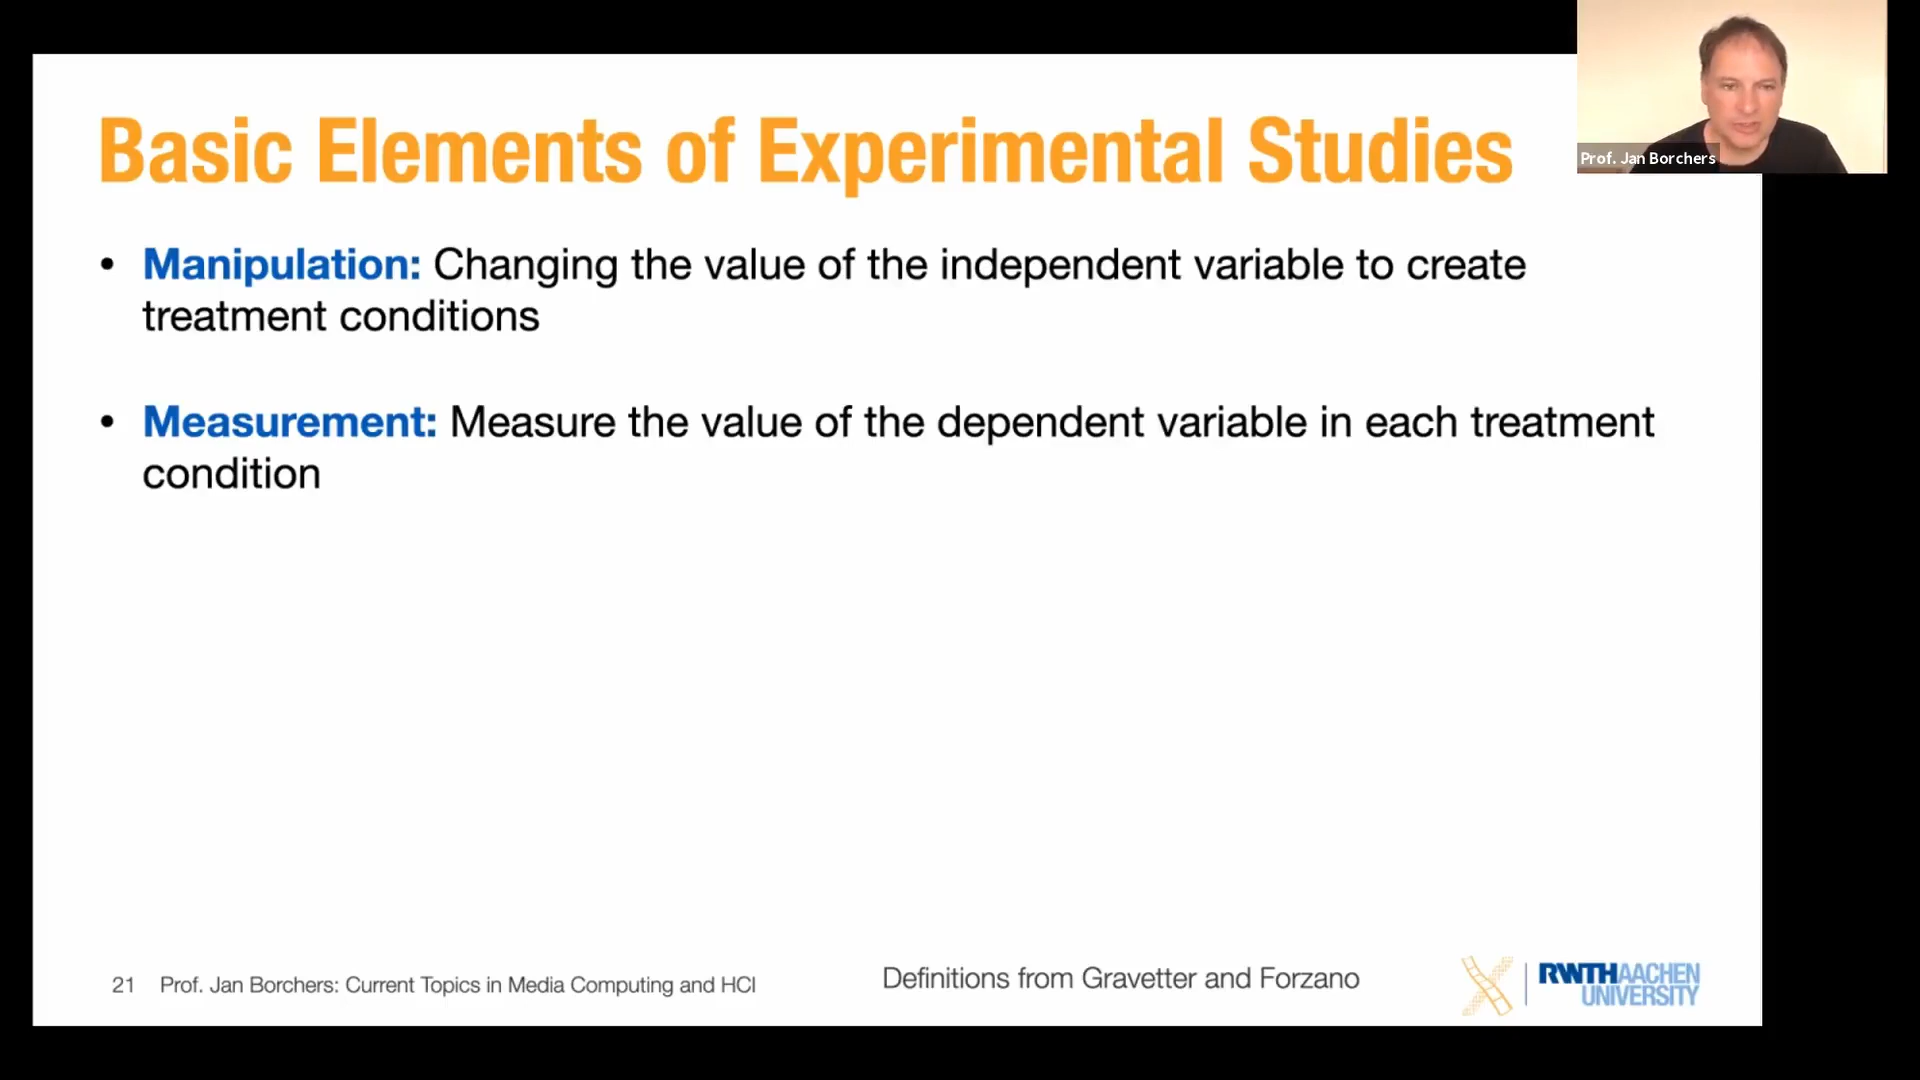 Prof. Jan Borchers
Basic Elements of Experimental Studies
• Manipulation: Changing the value of the independent variable to create
treatment conditions
• Measurement: Measure the value of the dependent variable in each treatment
condition
21 Prof. Jan Borchers: Current Topics in Media Computing and HCI
Definitions from Gravetter and Forzano
RWTHAACHEN
UNIVERSITY